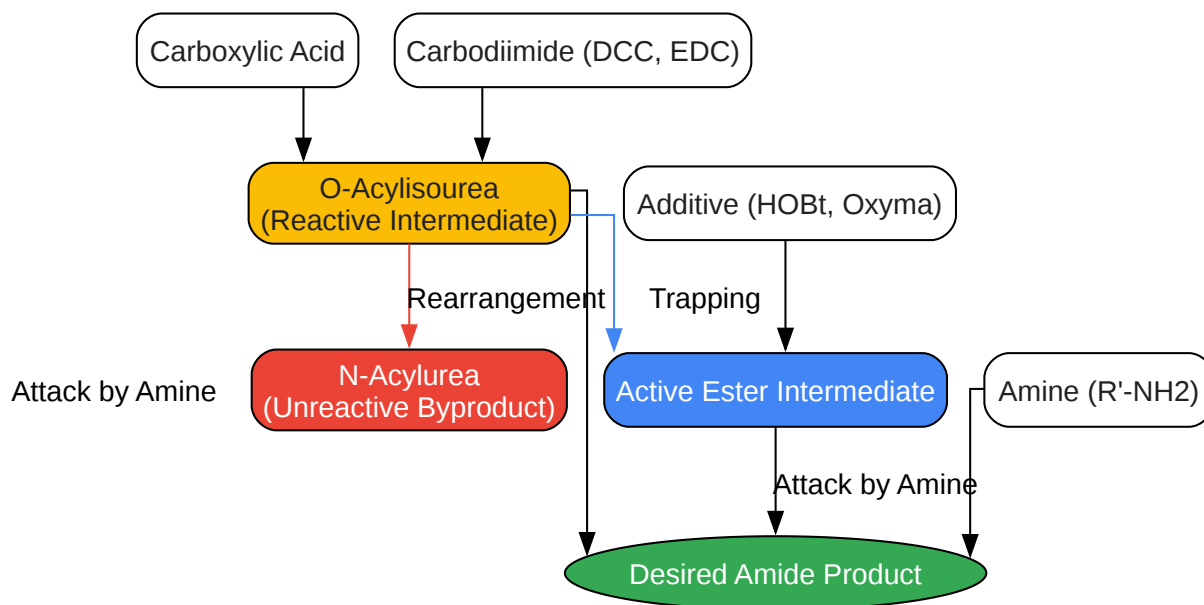 Carboxylic Acid
Carbodiimide (DCC, EDC)
O-Acylisourea
(Reactive Intermediate)
Additive (HOBt, Oxyma)
Rearrangement
Trapping
Attack by Amine
N-Acylurea
(Unreactive Byproduct)
Active Ester Intermediate
Amine (R'-NH2)
Attack by Amine
Desired Amide Product